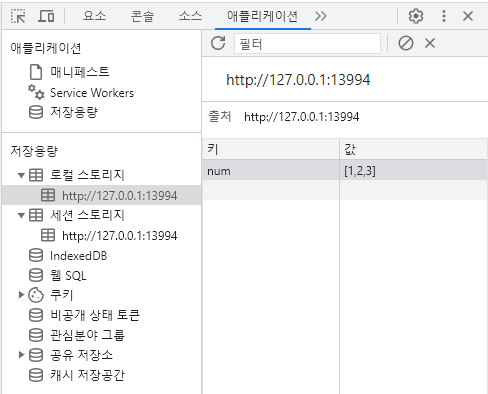 요소 콘솔 소스 애플리케이션
애플리케이션
매니페스트
Service Workers
저장용량
저장용량
로컬 스토리지
http://127.0.0.1:13994
세션 스토리지
http://127.0.0.1:13994
IndexedDB
웹 SQL
쿠키
비공개 상태 토큰
관심분야 그룹
공유 저장소
캐시 저장공간
필터
http://127.0.0.1:13994
출처 http://127.0.0.1:13994
키 값
num [1,2,3]